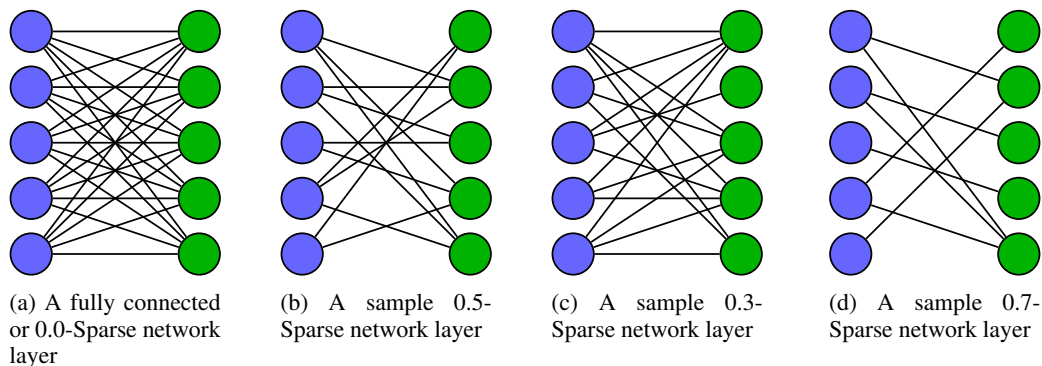 (a) A fully connected
or 0.0-Sparse network
layer
(b) A sample 0.5-
Sparse network layer
(c) A sample 0.3-
Sparse network layer
(d) A sample 0.7-
Sparse network layer